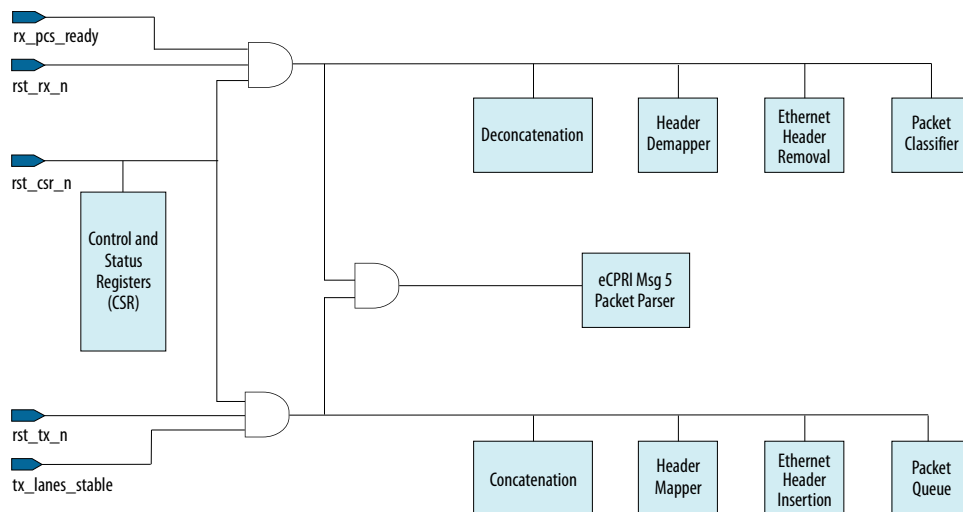 rx_pcs_ready
rst_rx_n
rst_csr_n
Control and
Status
Registers
(CSR)
Deconcatenation
Header
Demapper
Ethernet
Header
Removal
Packet
Classifier
eCPRI Msg 5
Packet Parser
rst_tx_n
tx_lanes_stable
Concatenation
Header
Mapper
Ethernet
Header
Insertion
Packet
Queue